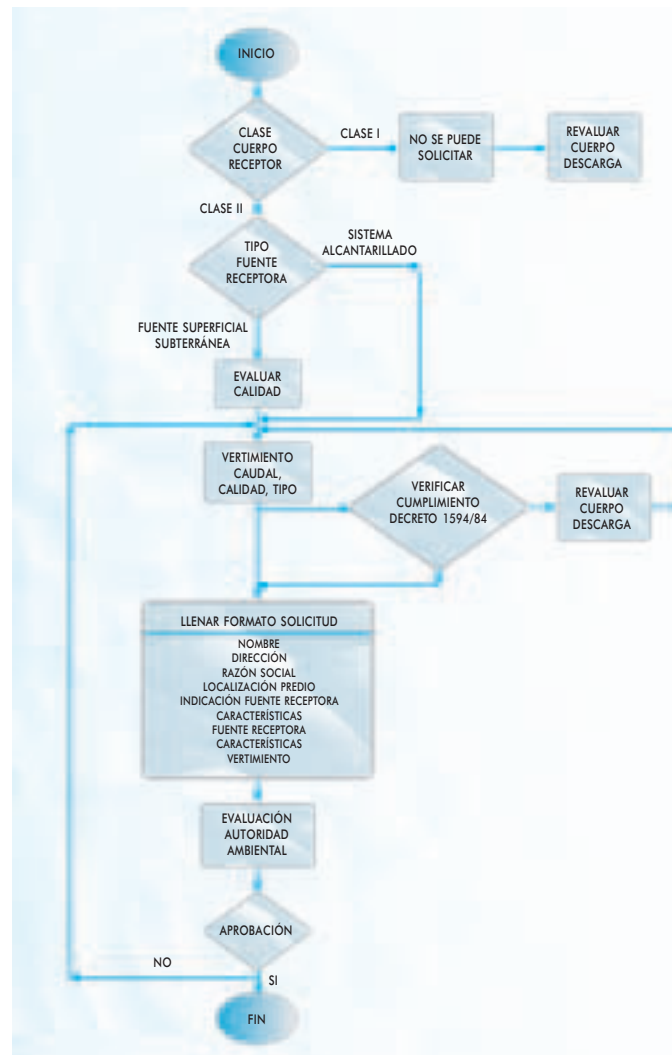 INICIO
CLASE
CUERPO
RECEPTOR
CLASE I
NO SE PUEDE
SOLICITAR
REVALUAR
CUERPO
DESCARGA
CLASE II
TIPO
FUENTE
RECEPTORA
SISTEMA
ALCANTARILLADO
FUENTE SUPERFICIAL
SUBTERRÁNEA
EVALUAR
CALIDAD
VERTIMIENTO
CAUDAL,
CALIDAD, TIPO
VERIFICAR
CUMPLIMIENTO
DECRETO 1594/84
REVALUAR
CUERPO
DESCARGA
LLENAR FORMATO SOLICITUD
NOMBRE
DIRECCIÓN
RAZÓN SOCIAL
LOCALIZACIÓN PREDIO
INDICACIÓN FUENTE RECEPTORA
CARACTERÍSTICAS
FUENTE RECEPTORA
CARACTERÍSTICAS
VERTIMIENTO
EVALUACIÓN
AUTORIDAD
AMBIENTAL
APROBACIÓN
NO
SI
FIN